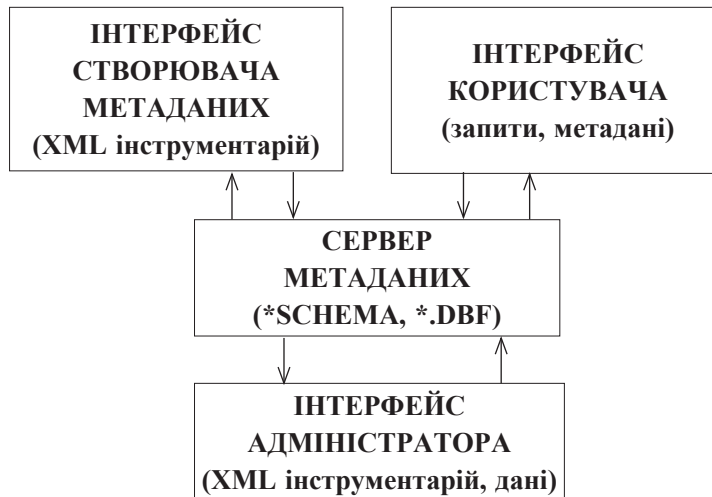 ІНТЕРФЕЙС
СТВОРЮВАЧА
МЕТАДАНИХ
(XML інструментарій)
ІНТЕРФЕЙС
КОРИСТУВАЧА
(запити, метадані)
СЕРВЕР
МЕТАДАНИХ
(*SCHEMA, *.DBF)
ІНТЕРФЕЙС
АДМІНІСТРАТОРА
(XML інструментарій, дані)